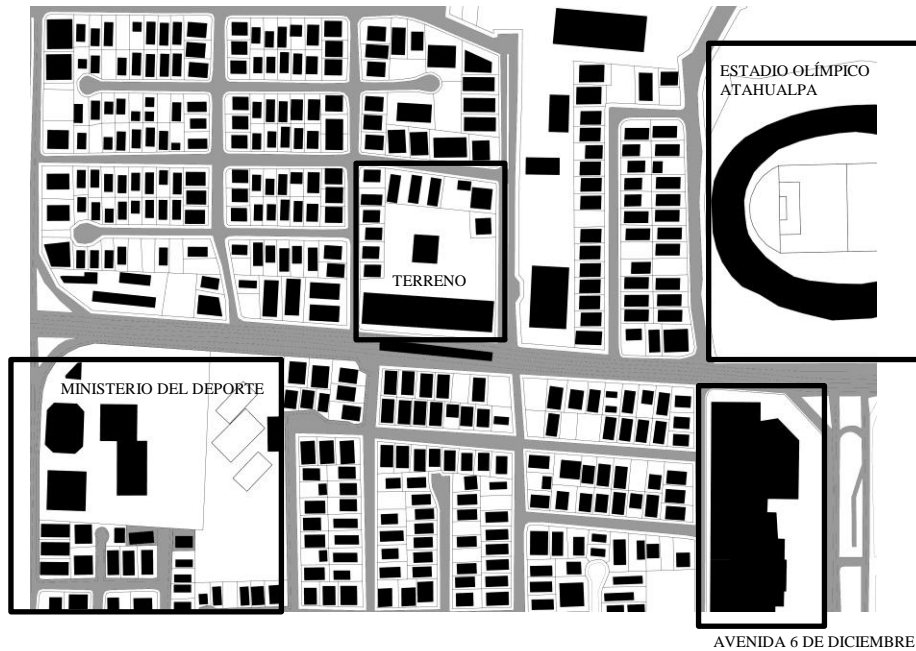 ESTADIO OLÍMPICO
ATAHUALPA
TERRENO
MINISTERIO DEL DEPORTE
AVENIDA 6 DE DICIEMBRE